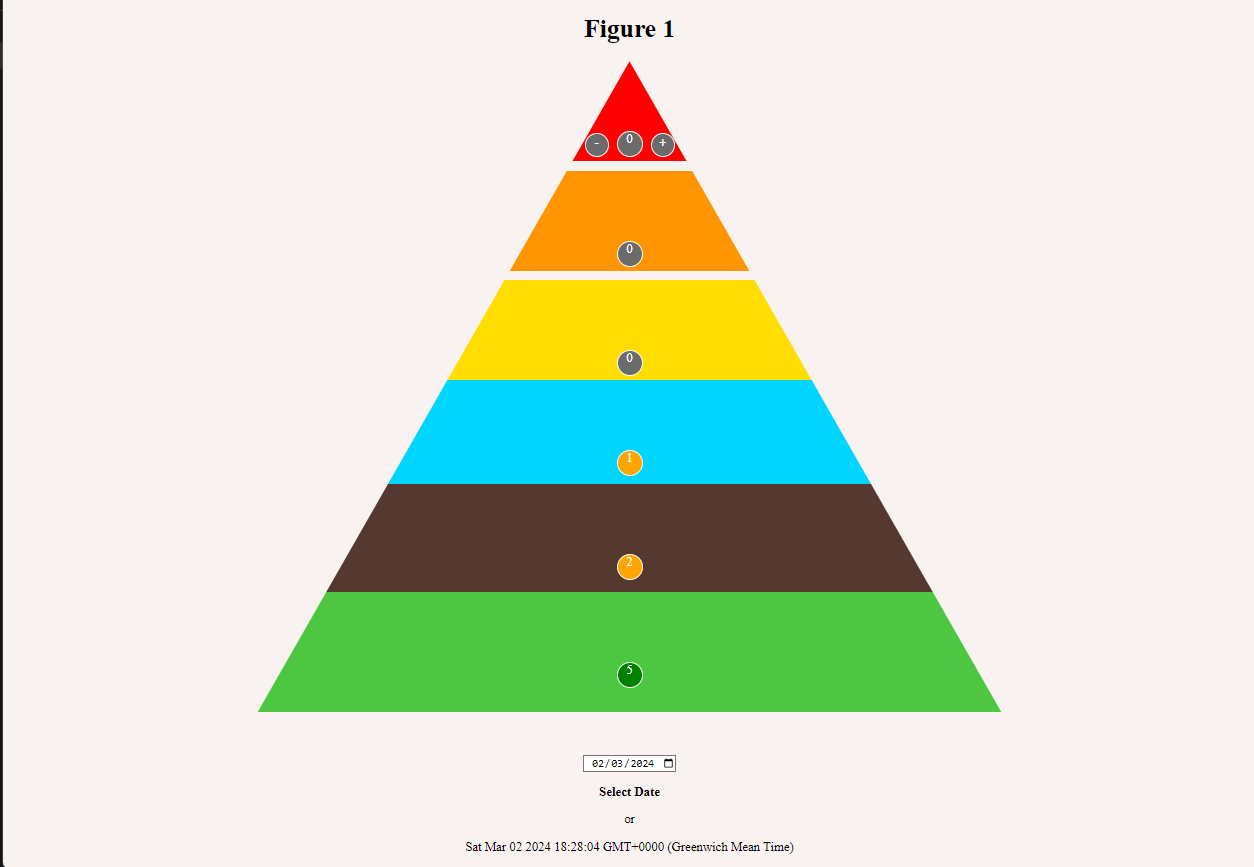 Figure 1
- 0 +
0
0
1
2
5
02/03/2024
Select Date
or
Sat Mar 02 2024 18:28:04 GMT+0000 (Greenwich Mean Time)